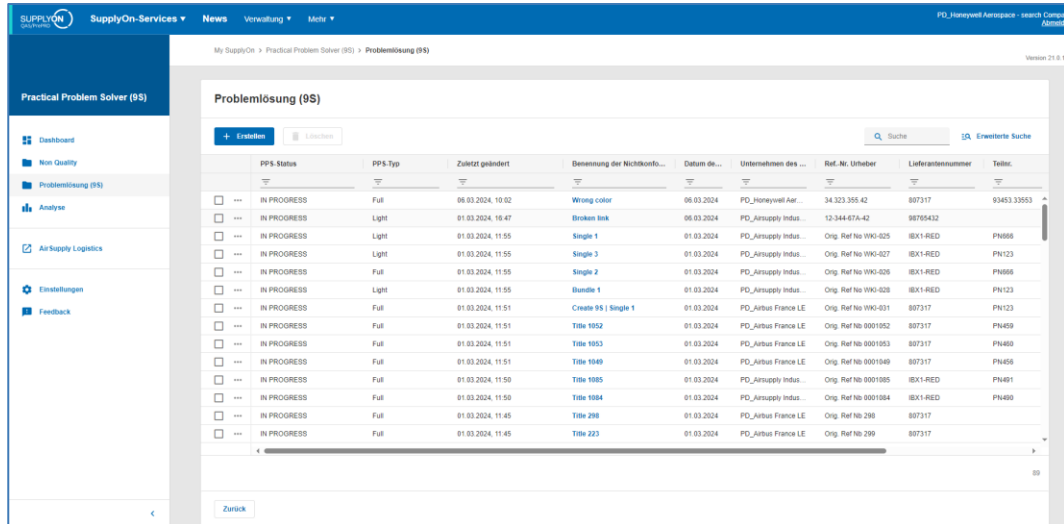 SUPPLYON SupplyOn-Services ▾ News Verwaltung ▾ Mehr ▾ PD_Honeywell Aerospace - search Compa
Abmeld
My SupplyOn > Practical Problem Solver (9S) > Problemlösung (9S)
Version 21.6.1
Practical Problem Solver (9S)
Dashboard
Non Quality
Problemlösung (9S)
Analyse
AirSupply Logistics
Einstellungen
Feedback
Problemlösung (9S)
+ Erstellen Löschen Suche Erweiterte Suche
PPS-Status PPS-Typ Zuletzt geändert Benennung der Nichtkonfo... Datum de... Unternehmen des ... Ref.-Nr. Urheber Lieferantennummer Teilnr.
IN PROGRESS Full 06.03.2024, 10:02 Wrong color 06.03.2024 PD_Honeywell Aer... 34.323.355.42 807317 93453.33553
IN PROGRESS Light 01.03.2024, 16:47 Broken link 06.03.2024 PD_Airsupply Indus... 12-344-67A-42 98765432
IN PROGRESS Light 01.03.2024, 11:55 Single 1 01.03.2024 PD_Airsupply Indus... Orig. Ref No WKI-025 IBX1-RED PN666
IN PROGRESS Light 01.03.2024, 11:55 Single 3 01.03.2024 PD_Airsupply Indus... Orig. Ref No WKI-027 IBX1-RED PN123
IN PROGRESS Full 01.03.2024, 11:55 Single 2 01.03.2024 PD_Airsupply Indus... Orig. Ref No WKI-026 IBX1-RED PN666
IN PROGRESS Light 01.03.2024, 11:55 Bundle 1 01.03.2024 PD_Airsupply Indus... Orig. Ref No WKI-028 IBX1-RED PN123
IN PROGRESS Full 01.03.2024, 11:51 Create 9S | Single 1 01.03.2024 PD_Airbus France LE Orig. Ref No WKI-031 807317 PN123
IN PROGRESS Full 01.03.2024, 11:51 Title 1052 01.03.2024 PD_Airbus France LE Orig. Ref Nb 0001052 807317 PN459
IN PROGRESS Full 01.03.2024, 11:51 Title 1053 01.03.2024 PD_Airbus France LE Orig. Ref Nb 0001053 807317 PN460
IN PROGRESS Full 01.03.2024, 11:51 Title 1049 01.03.2024 PD_Airbus France LE Orig. Ref Nb 0001049 807317 PN456
IN PROGRESS Full 01.03.2024, 11:50 Title 1085 01.03.2024 PD_Airsupply Indus... Orig. Ref Nb 0001085 IBX1-RED PN491
IN PROGRESS Full 01.03.2024, 11:50 Title 1084 01.03.2024 PD_Airsupply Indus... Orig. Ref Nb 0001084 IBX1-RED PN490
IN PROGRESS Full 01.03.2024, 11:45 Title 298 01.03.2024 PD_Airbus France LE Orig. Ref Nb 298 807317
IN PROGRESS Full 01.03.2024, 11:45 Title 223 01.03.2024 PD_Airbus France LE Orig. Ref Nb 299 807317
Zurück